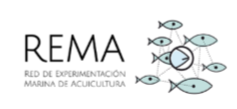 REMA
RED DE EXPERIMENTACIÓN
MARINA DE ACUICULTURA